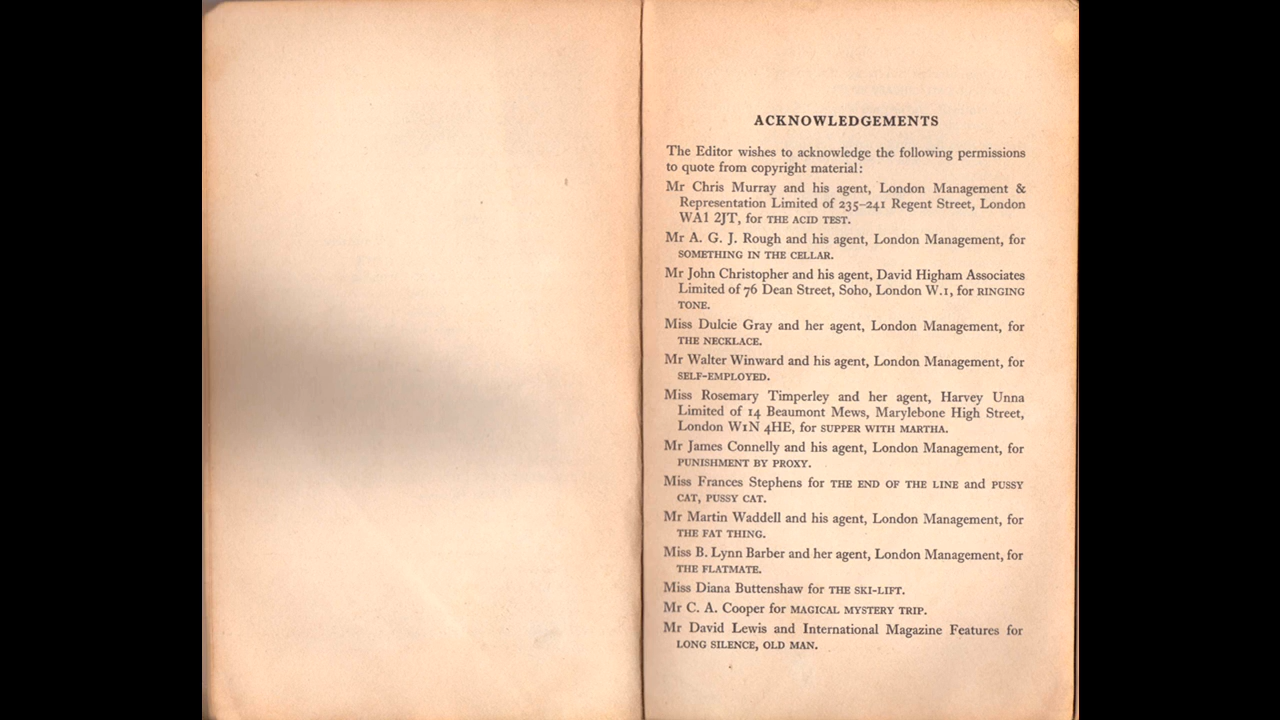 ACKNOWLEDGEMENTS
The Editor wishes to acknowledge the following permissions
to quote from copyright material:
Mr Chris Murray and his agent, London Management &
Representation Limited of 235–241 Regent Street, London
WA1 2JT, for THE ACID TEST.
Mr A. G. J. Rough and his agent, London Management, for
SOMETHING IN THE CELLAR.
Mr John Christopher and his agent, David Higham Associates
Limited of 76 Dean Street, Soho, London W.1, for RINGING
TONE.
Miss Dulcie Gray and her agent, London Management, for
THE NECKLACE.
Mr Walter Winward and his agent, London Management, for
SELF-EMPLOYED.
Miss Rosemary Timperley and her agent, Harvey Unna
Limited of 14 Beaumont Mews, Marylebone High Street,
London W1N 4HE, for SUPPER WITH MARTHA.
Mr James Connelly and his agent, London Management, for
PUNISHMENT BY PROXY.
Miss Frances Stephens for THE END OF THE LINE and PUSSY
CAT, PUSSY CAT.
Mr Martin Waddell and his agent, London Management, for
THE FAT THING.
Miss B. Lynn Barber and her agent, London Management, for
THE FLATMATE.
Miss Diana Buttenshaw for THE SKI-LIFT.
Mr C. A. Cooper for MAGICAL MYSTERY TRIP.
Mr David Lewis and International Magazine Features for
LONG SILENCE, OLD MAN.